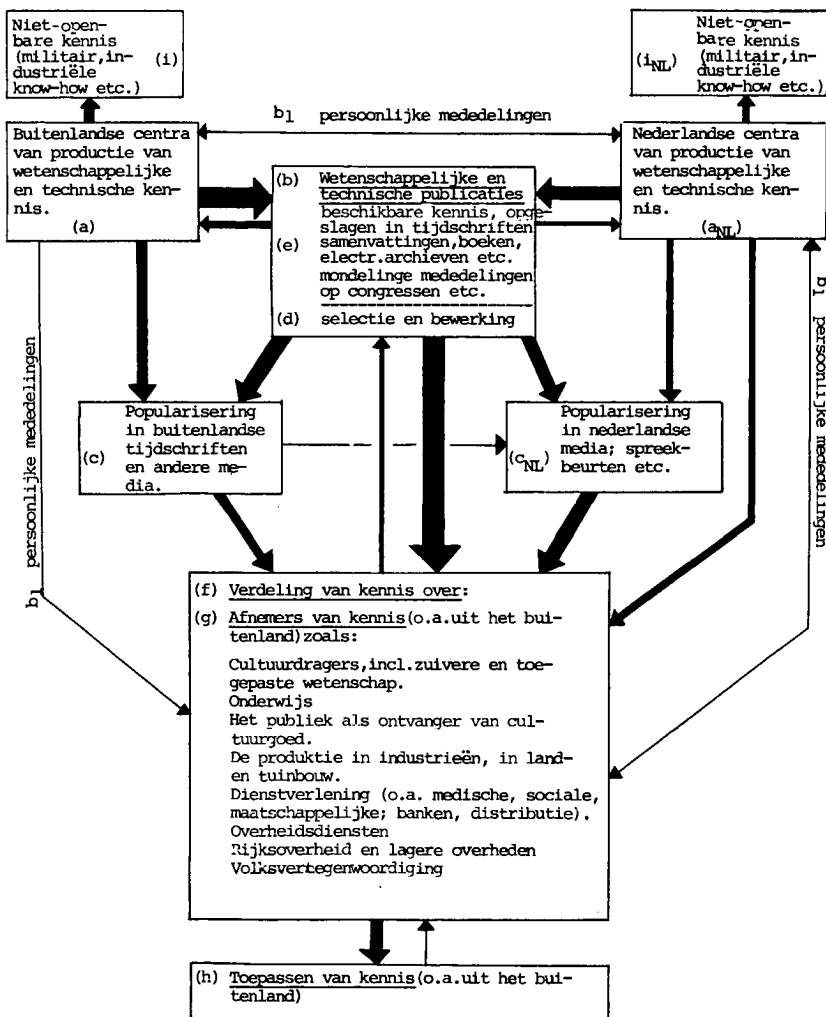 Niet-open-
bare kennis
(militair,in- (i)
dustriële
know-how etc.)
Niet-open-
bare kennis
(iNL) (militair,in-
dustriële
know-how etc.)
b1 persoonlijke mededelingen
Buitenlandse centra
van productie van
wetenschappelijke
en technische ken-
nis.
(a)
Nederlandse centra
van productie van
wetenschappelijke
en technische ken-
nis.
(aNL)
(b) Wetenschappelijke en
technische publicaties
beschikbare kennis, opge-
slagen in tijdschriften
(e) samenvattingen,boeken,
electr.archieven etc.
mondelinge mededelingen
op congressen etc.
(d) selectie en bewerking
b1 persoonlijke mededelingen
b1 persoonlijke mededelingen
Popularisering
in buitenlandse
(c) tijdschriften
en andere me-
dia.
Popularisering
in nederlandse
(cNL) media; spreek-
beurten etc.
(f) Verdeling van kennis over:
(g) Afnemers van kennis(o.a.uit het bui-
tenland)zoals:
Cultuurdragers,incl.zuivere en toe-
gepaste wetenschap.
Onderwijs
Het publiek als ontvanger van cul-
tuurgoed.
De produktie in industrieën, in land-
en tuinbouw.
Dienstverlening (o.a. medische, sociale,
maatschappelijke; banken, distributie).
Overheidsdiensten
Rijksoverheid en lagere overheden
Volksvertegenwoordiging
(h) Toepassen van kennis(o.a.uit het bui-
tenland)